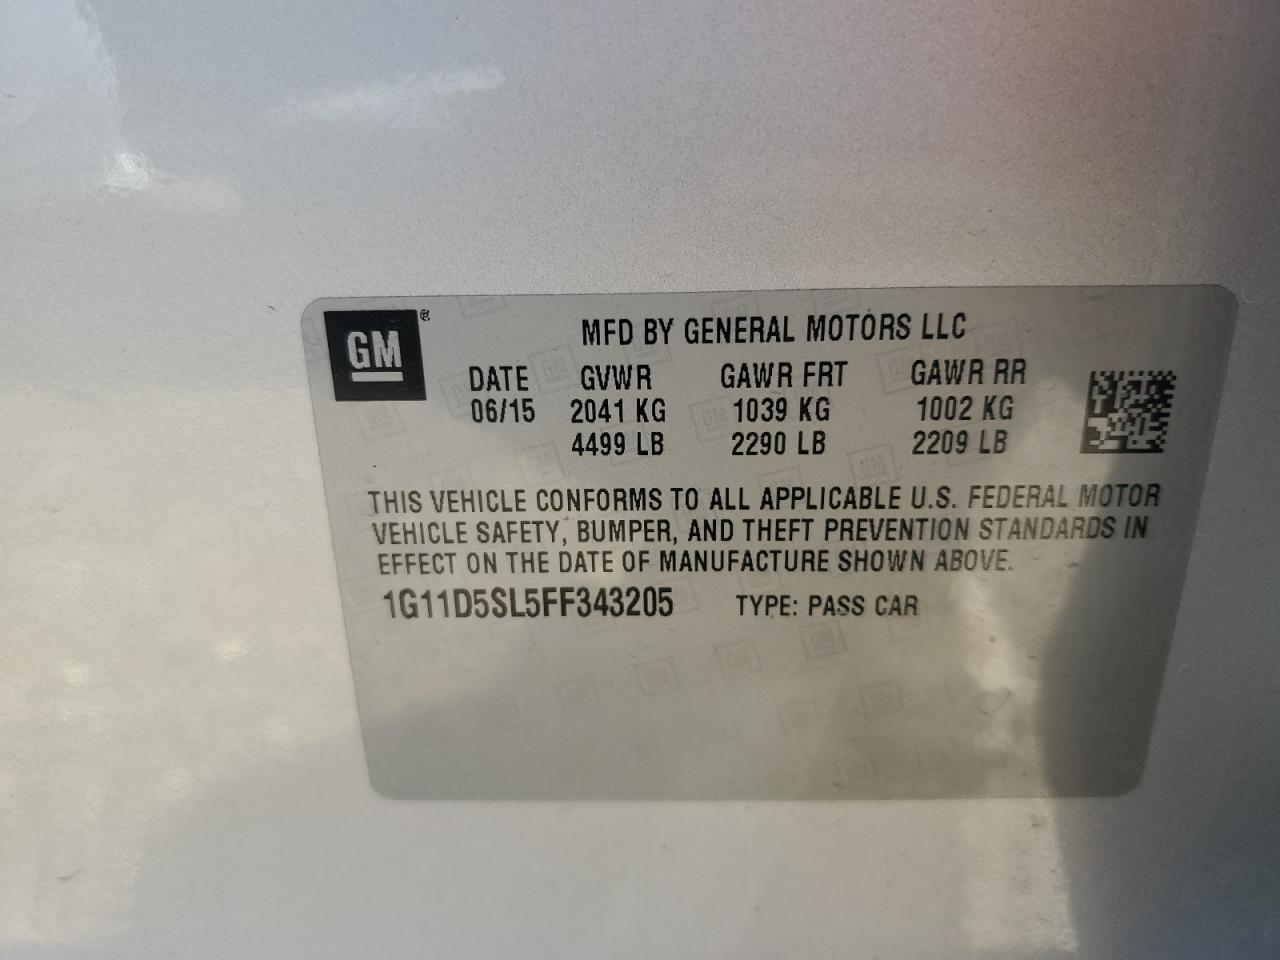 GM ®
MFD BY GENERAL MOTORS LLC
DATE GVWR GAWR FRT GAWR RR
06/15 2041 KG 1039 KG 1002 KG
4499 LB 2290 LB 2209 LB
THIS VEHICLE CONFORMS TO ALL APPLICABLE U.S. FEDERAL MOTOR
VEHICLE SAFETY, BUMPER, AND THEFT PREVENTION STANDARDS IN
EFFECT ON THE DATE OF MANUFACTURE SHOWN ABOVE.
1G11D5SL5FF343205 TYPE: PASS CAR